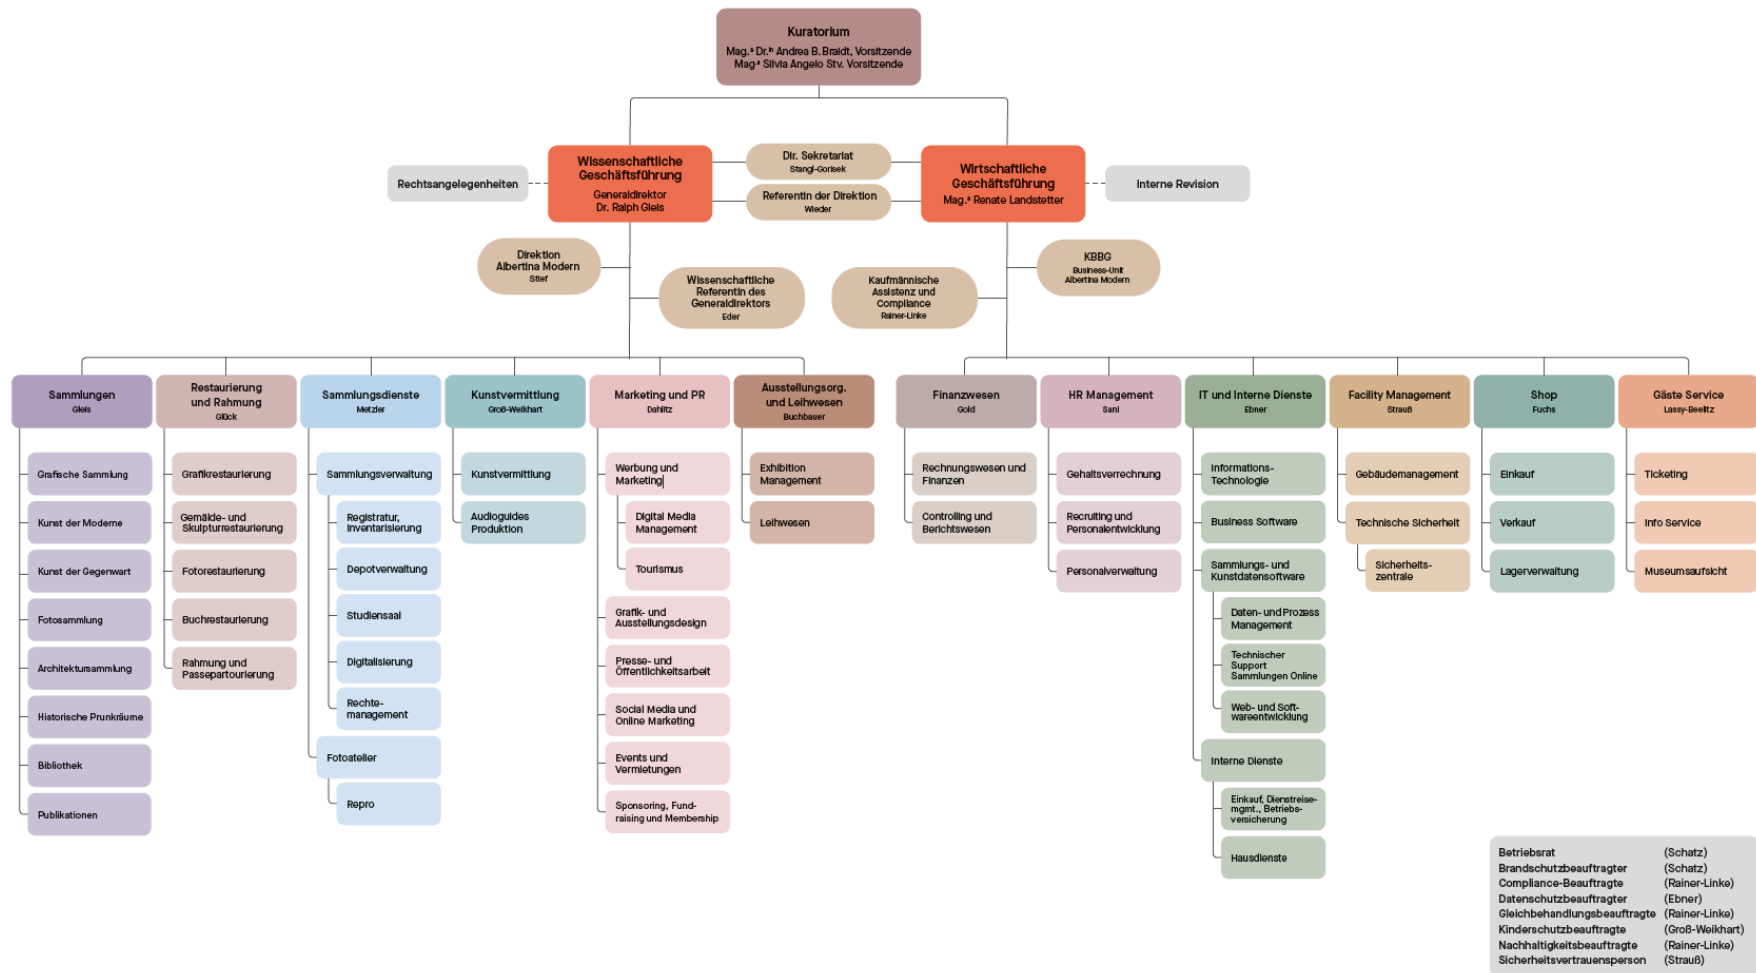 Kuratorium
Mag.ª Dr.ⁱⁿ Andrea B. Braidt, Vorsitzende
Mag.ª Silvia Angelo Stv. Vorsitzende
Rechtsangelegenheiten
Wissenschaftliche
Geschäftsführung
Generaldirektor
Dr. Ralph Gleis
Dir. Sekretariat
Stangl-Gorisek
Referentin der Direktion
Wieder
Wirtschaftliche
Geschäftsführung
Mag.ª Renate Landstetter
Interne Revision
Direktion
Albertina Modern
Stief
Wissenschaftliche
Referentin des
Generaldirektors
Eder
Kaufmännische
Assistenz und
Compliance
Rainer-Linke
KBBG
Business-Unit
Albertina Modern
Sammlungen
Gleis
Grafische Sammlung
Kunst der Moderne
Kunst der Gegenwart
Fotosammlung
Architektursammlung
Historische Prunkräume
Bibliothek
Publikationen
Restaurierung
und Rahmung
Glück
Grafikrestaurierung
Gemälde- und
Skulpturrestaurierung
Fotorestaurierung
Buchrestaurierung
Rahmung und
Passepartourierung
Sammlungsdienste
Metzler
Sammlungsverwaltung
Registratur,
Inventarisierung
Depotverwaltung
Studiensaal
Digitalisierung
Rechte-
management
Fotoatelier
Repro
Kunstvermittlung
Groß-Weikhart
Kunstvermittlung
Audioguides
Produktion
Marketing und PR
Dahlitz
Werbung und
Marketing
Digital Media
Management
Tourismus
Grafik- und
Ausstellungsdesign
Presse- und
Öffentlichkeitsarbeit
Social Media und
Online Marketing
Events und
Vermietungen
Sponsoring, Fund-
raising und Membership
Ausstellungsorg.
und Leihwesen
Buchbauer
Exhibition
Management
Leihwesen
Finanzwesen
Gold
Rechnungswesen und
Finanzen
Controlling und
Berichtswesen
HR Management
Sani
Gehaltsverrechnung
Recruiting und
Personalentwicklung
Personalverwaltung
IT und Interne Dienste
Ebner
Informations-
Technologie
Business Software
Sammlungs- und
Kunstdatensoftware
Daten- und Prozess
Management
Technischer
Support
Sammlungen Online
Web- und Soft-
wareentwicklung
Interne Dienste
Einkauf, Dienstreise-
mgmt., Betriebs-
versicherung
Hausdienste
Facility Management
Strauß
Gebäudemanagement
Technische Sicherheit
Sicherheits-
zentrale
Shop
Fuchs
Einkauf
Verkauf
Lagerverwaltung
Gäste Service
Lassy-Beelitz
Ticketing
Info Service
Museumsaufsicht
Betriebsrat (Schatz)
Brandschutzbeauftragter (Schatz)
Compliance-Beauftragte (Rainer-Linke)
Datenschutzbeauftragter (Ebner)
Gleichbehandlungsbeauftragte (Rainer-Linke)
Kinderschutzbeauftragte (Groß-Weikhart)
Nachhaltigkeitsbeauftragte (Rainer-Linke)
Sicherheitsvertrauensperson (Strauß)